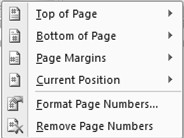 Top of Page
Bottom of Page
Page Margins
Current Position
Format Page Numbers...
Remove Page Numbers